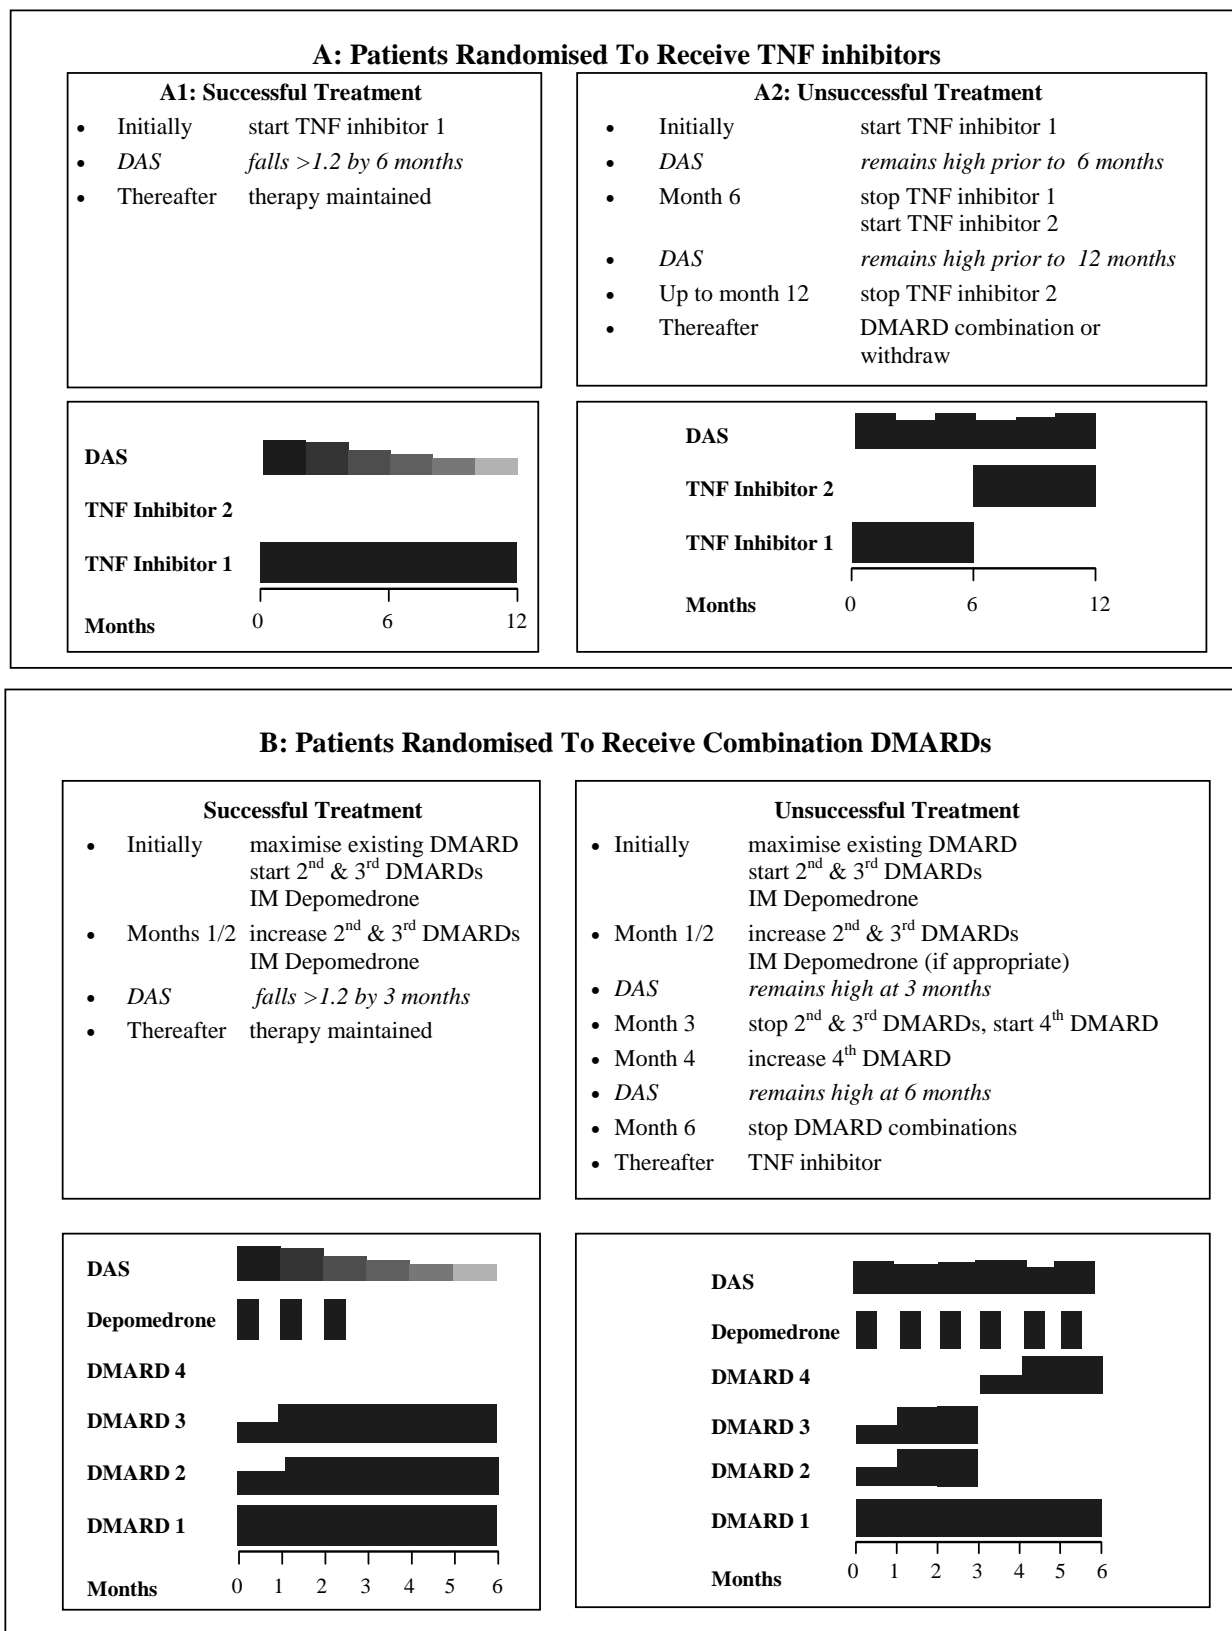 A: Patients Randomised To Receive TNF inhibitors
A1: Successful Treatment
• Initially start TNF inhibitor 1
• DAS falls >1.2 by 6 months
• Thereafter therapy maintained
A2: Unsuccessful Treatment
• Initially start TNF inhibitor 1
• DAS remains high prior to 6 months
• Month 6 stop TNF inhibitor 1
start TNF inhibitor 2
• DAS remains high prior to 12 months
• Up to month 12 stop TNF inhibitor 2
• Thereafter DMARD combination or
withdraw
DAS
TNF Inhibitor 2
TNF Inhibitor 1
Months 0 6 12
DAS
TNF Inhibitor 2
TNF Inhibitor 1
Months 0 6 12
B: Patients Randomised To Receive Combination DMARDs
Successful Treatment
• Initially maximise existing DMARD
start 2nd & 3rd DMARDs
IM Depomedrone
• Months 1/2 increase 2nd & 3rd DMARDs
IM Depomedrone
• DAS falls >1.2 by 3 months
• Thereafter therapy maintained
Unsuccessful Treatment
• Initially maximise existing DMARD
start 2nd & 3rd DMARDs
IM Depomedrone
• Month 1/2 increase 2nd & 3rd DMARDs
IM Depomedrone (if appropriate)
• DAS remains high at 3 months
• Month 3 stop 2nd & 3rd DMARDs, start 4th DMARD
• Month 4 increase 4th DMARD
• DAS remains high at 6 months
• Month 6 stop DMARD combinations
• Thereafter TNF inhibitor
DAS
Depomedrone
DMARD 4
DMARD 3
DMARD 2
DMARD 1
Months 0 1 2 3 4 5 6
DAS
Depomedrone
DMARD 4
DMARD 3
DMARD 2
DMARD 1
Months 0 1 2 3 4 5 6